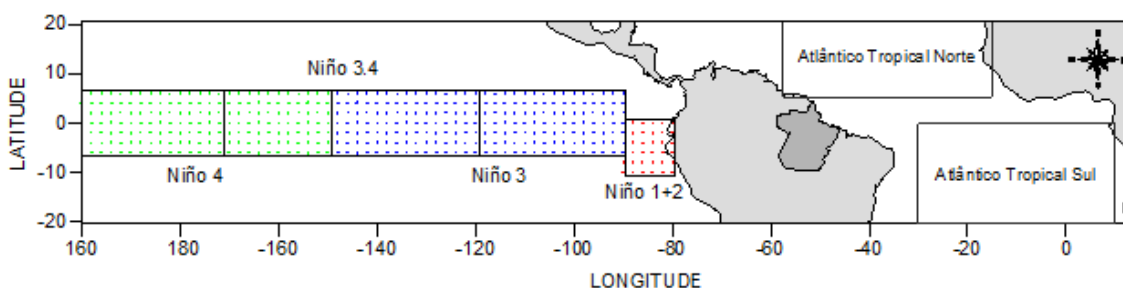 20
10
0
-10
-20
LATITUDE
Niño 3.4
Niño 4
Niño 3
Niño 1+2
Atlântico Tropical Norte
Atlântico Tropical Sul
160 180 -160 -140 -120 -100 -80 -60 -40 -20 0
LONGITUDE